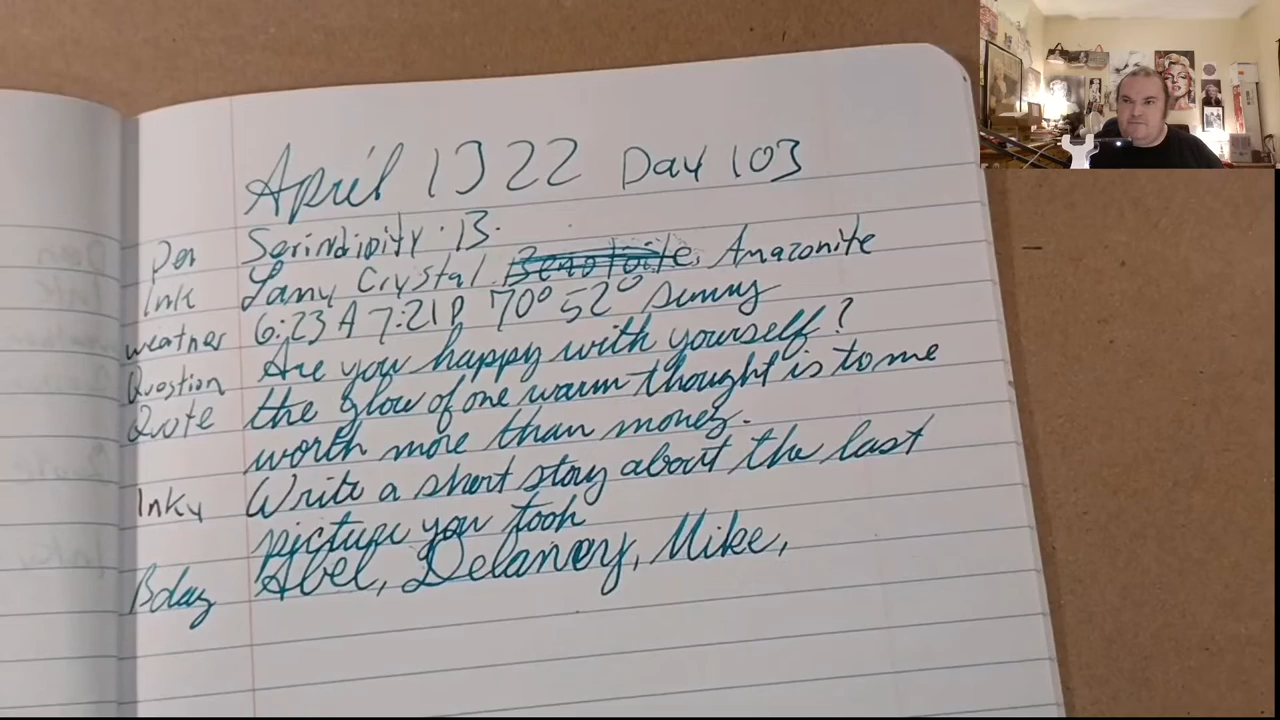 April 13 22 Day 103
Pen Serindipity · 13.
Ink Lamy Crystal Benotoite, Amazonite
Weather 6:23 A 7:21P 70° 52° Sunny
Question Are you happy with yourself?
Quote the glow of one warm thought is to me
worth more than money.
Inky Write a short story about the last
picture you took
Bday Abel, Delaney, Mike,